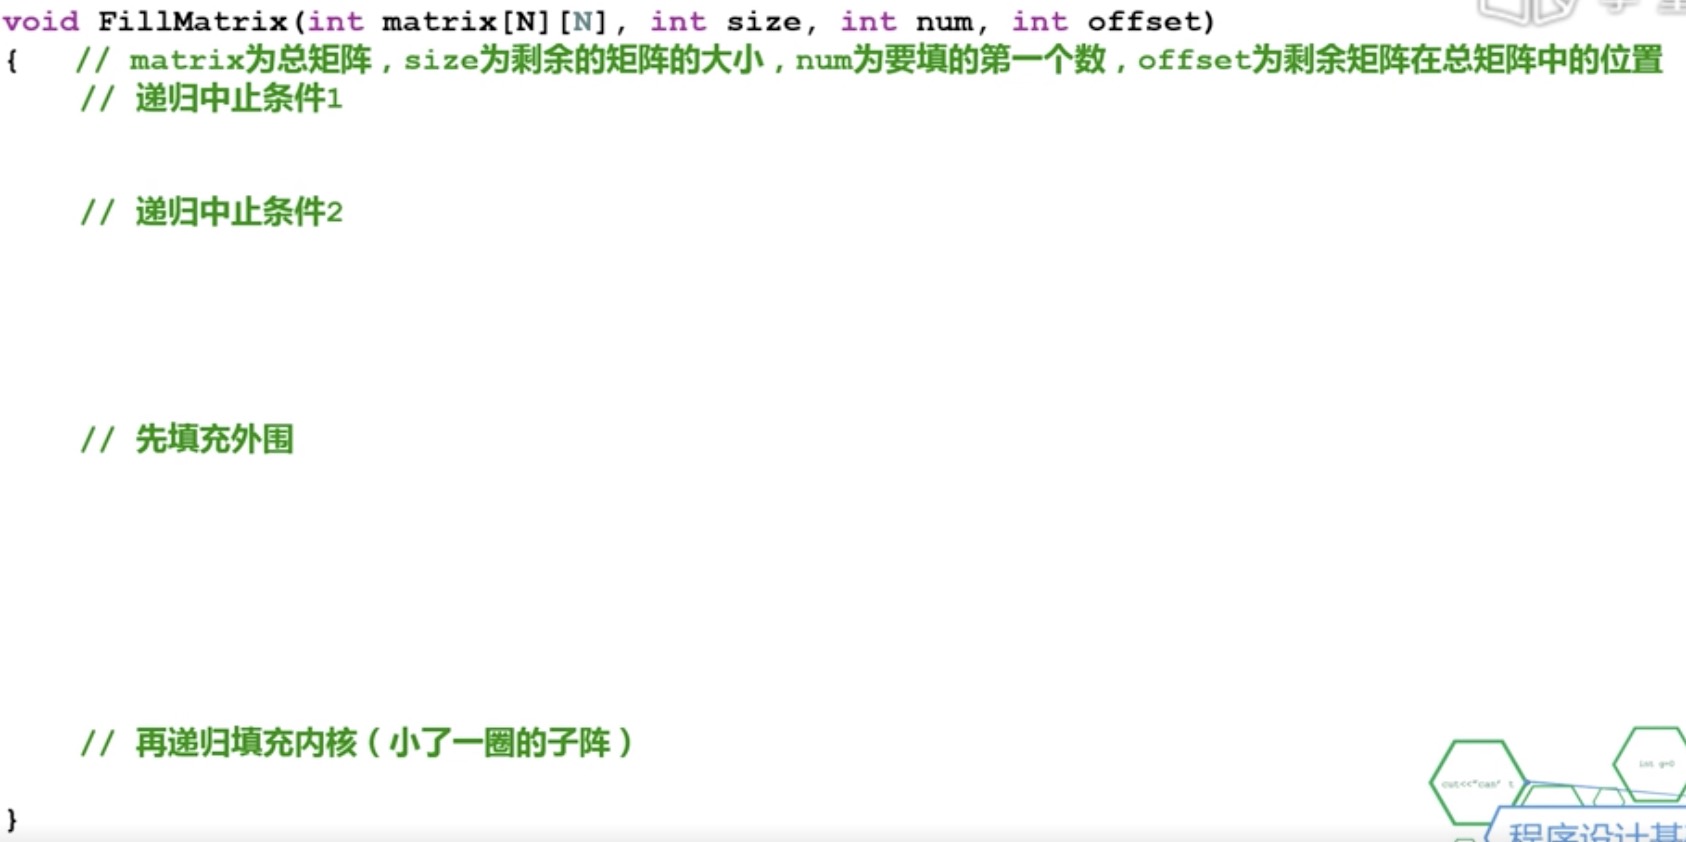 void FillMatrix(int matrix[N][N], int size, int num, int offset)
{ // matrix为总矩阵，size为剩余的矩阵的大小，num为要填的第一个数，offset为剩余矩阵在总矩阵中的位置
// 递归中止条件1
// 递归中止条件2
// 先填充外围
// 再递归填充内核（小了一圈的子阵）
}
int y=0
cout<<"can' t
程序设计基